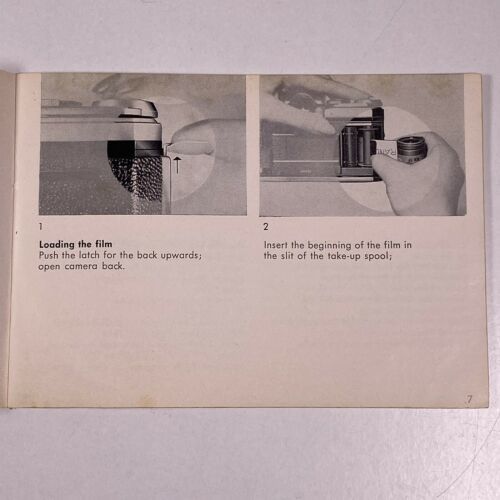 1
Loading the film
Push the latch for the back upwards;
open camera back.
2
Insert the beginning of the film in
the slit of the take-up spool;
7